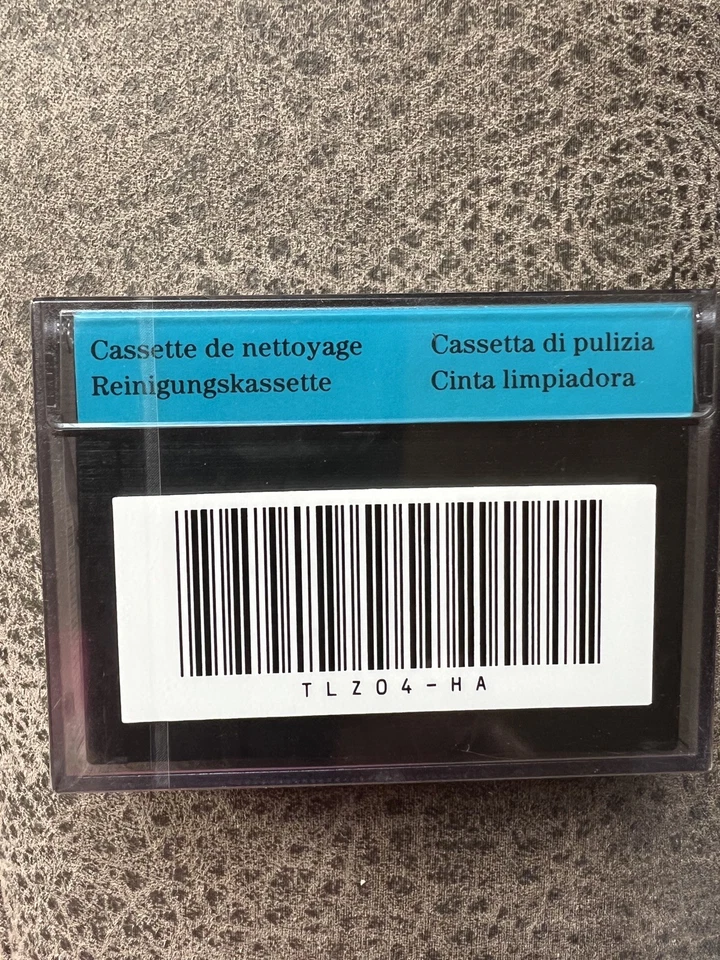 Cassette de nettoyage
Reinigungskassette
Cassetta di pulizia
Cinta limpiadora
TLZ04-HA